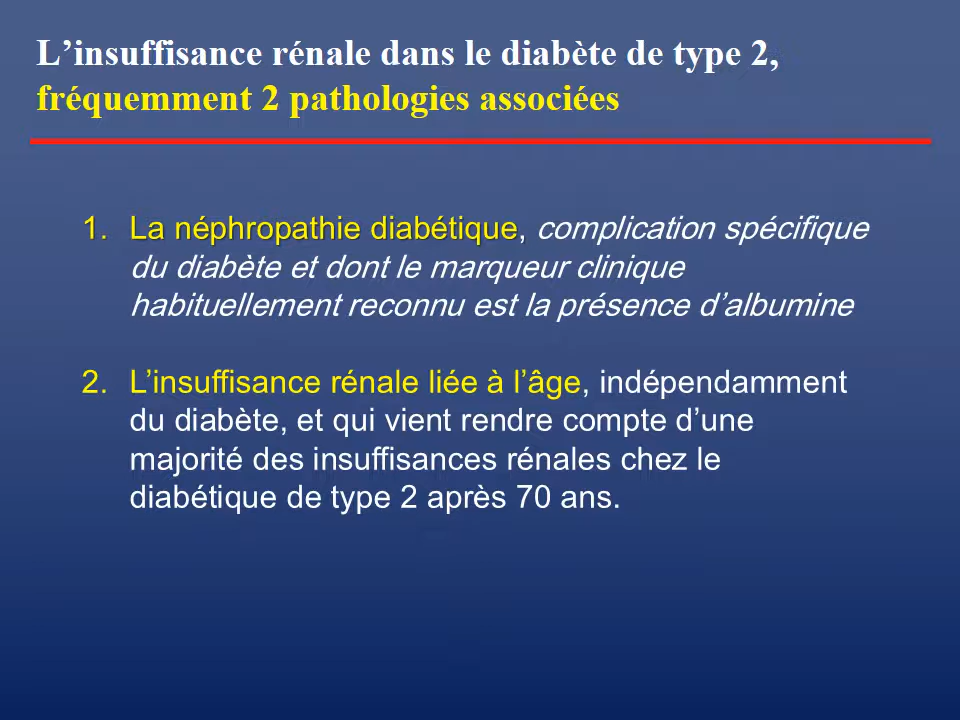 L’insuffisance rénale dans le diabète de type 2,
fréquemment 2 pathologies associées
1. La néphropathie diabétique, complication spécifique
du diabète et dont le marqueur clinique
habituellement reconnu est la présence d’albumine
2. L’insuffisance rénale liée à l’âge, indépendamment
du diabète, et qui vient rendre compte d’une
majorité des insuffisances rénales chez le
diabétique de type 2 après 70 ans.